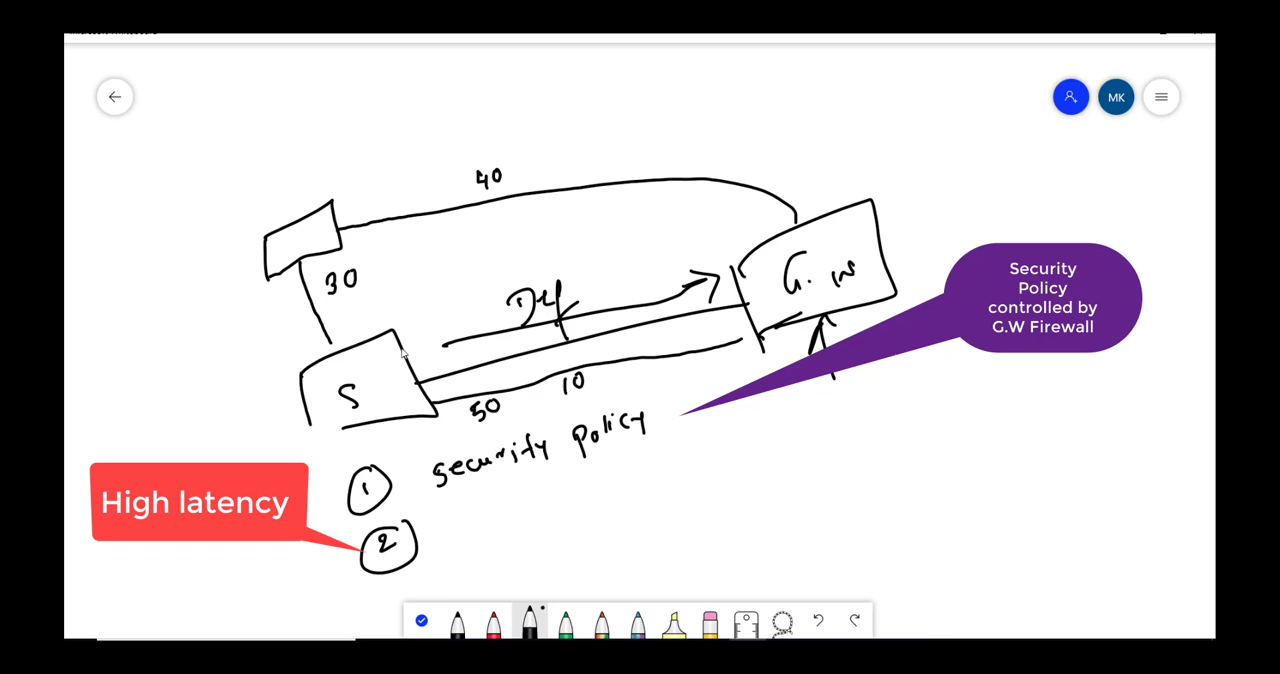 MK
40
30
Def
G.W
S
50
10
security policy
1
2
High latency
Security
Policy
controlled by
G.W Firewall